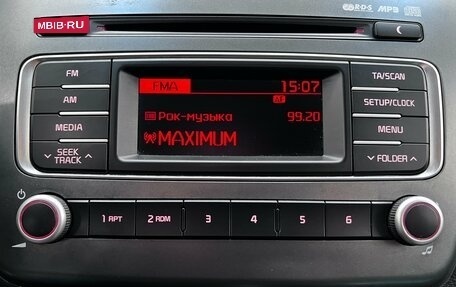 MBIB·RU
R·D·S MP3
FM
AM
MEDIA
SEEK
TRACK
FMA 15:07
AF
Рок-музыка 99.20
MAXIMUM
TA/SCAN
SETUP/CLOCK
MENU
FOLDER
1 RPT 2 RDM 3 4 5 6